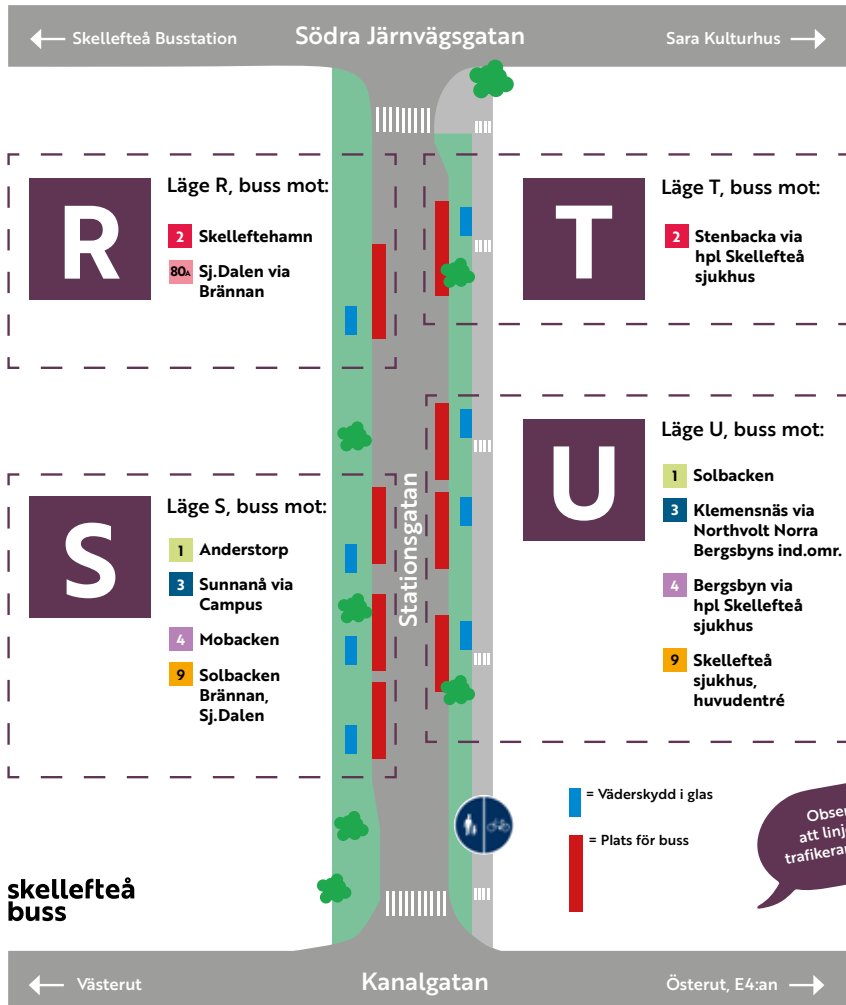 Skellefteå Busstation
Södra Järnvägsgatan
Sara Kulturhus
R
Läge R, buss mot:
2 Skelleftehamn
80A Sj.Dalen via
Brännan
T
Läge T, buss mot:
2 Stenbacka via
hpl Skellefteå
sjukhus
S
Läge S, buss mot:
1 Anderstorp
3 Sunnanå via
Campus
4 Mobacken
9 Solbacken
Brännan,
Sj.Dalen
Stationsgatan
U
Läge U, buss mot:
1 Solbacken
3 Klemensnäs via
Northvolt Norra
Bergsbyns ind.omr.
4 Bergsbyn via
hpl Skellefteå
sjukhus
9 Skellefteå
sjukhus,
huvudentré
= Väderskydd i glas
= Plats för buss
att
skellefteå
buss
Västerut
Kanalgatan
Österut, E4:an